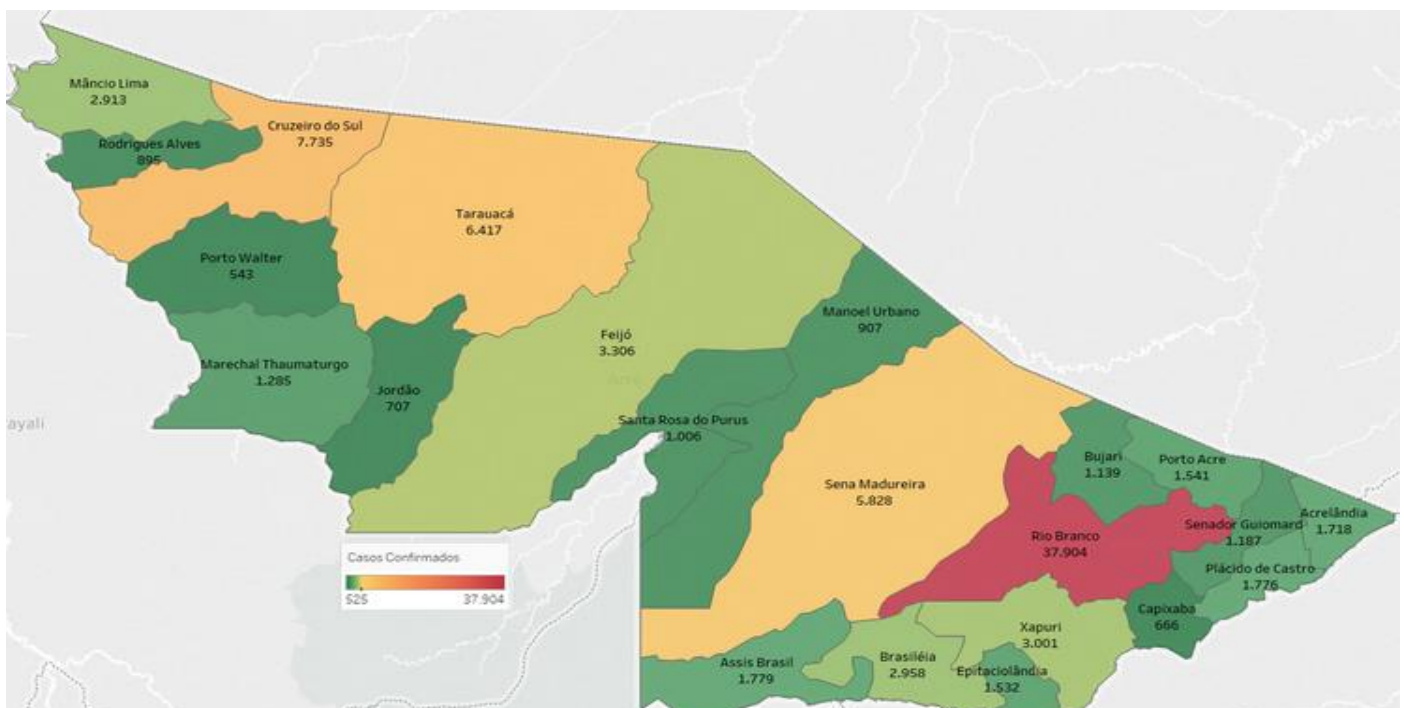 Mâncio Lima
2.913
Cruzeiro do Sul
7.735
Rodrigues Alves
895
Tarauacá
6.417
Porto Walter
543
Manoel Urbano
907
Feijó
3.306
Marechal Thaumaturgo
1.285
Jordão
707
Acre
ayali
Santa Rosa do Purus
1.006
Bujari
1.139
Porto Acre
1.541
Sena Madureira
5.828
Acrelândia
1.718
Senador Guiomard
1.187
Rio Branco
37.904
Casos Confirmados
525
37.904
Plácido de Castro
1.776
Capixaba
666
Xapuri
3.001
Brasiléia
2.958
Assis Brasil
1.779
Epitaciolândia
1.532